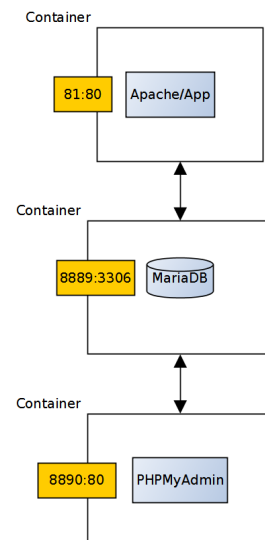 Container
81:80
Apache/App
Container
8889:3306
MariaDB
Container
8890:80
PHPMyAdmin